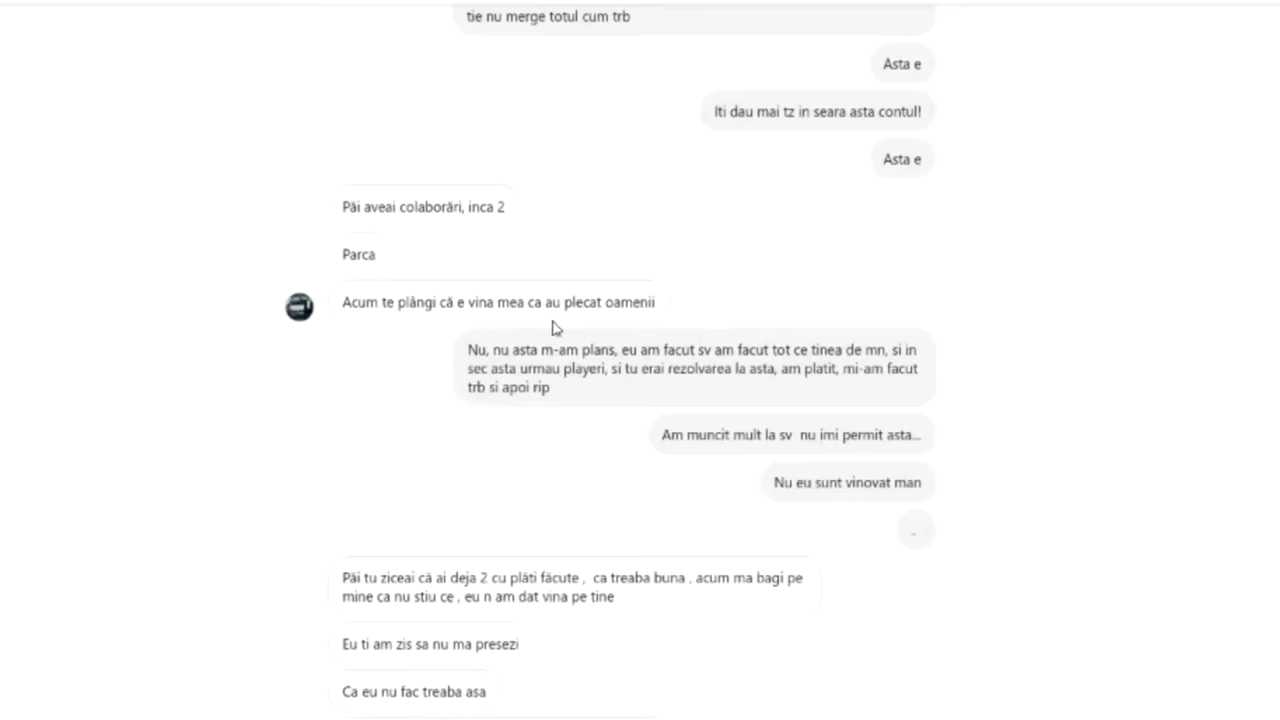 tie nu merge totul cum trb
Asta e
Iti dau mai tz in seara asta contul!
Asta e
Păi aveai colaborări, inca 2
Parca
Acum te plângi că e vina mea ca au plecat oamenii
Nu, nu asta m-am plans, eu am facut sv am facut tot ce tinea de mn, si in
sec asta urmau playeri, si tu erai rezolvarea la asta, am platit, mi-am facut
trb si apoi rip
Am muncit mult la sv  nu imi permit asta...
Nu eu sunt vinovat man
..
Păi tu ziceai că ai deja 2 cu plăti făcute ,  ca treaba buna . acum ma bagi pe
mine ca nu stiu ce , eu n am dat vina pe tine
Eu ti am zis sa nu ma presezi
Ca eu nu fac treaba asa